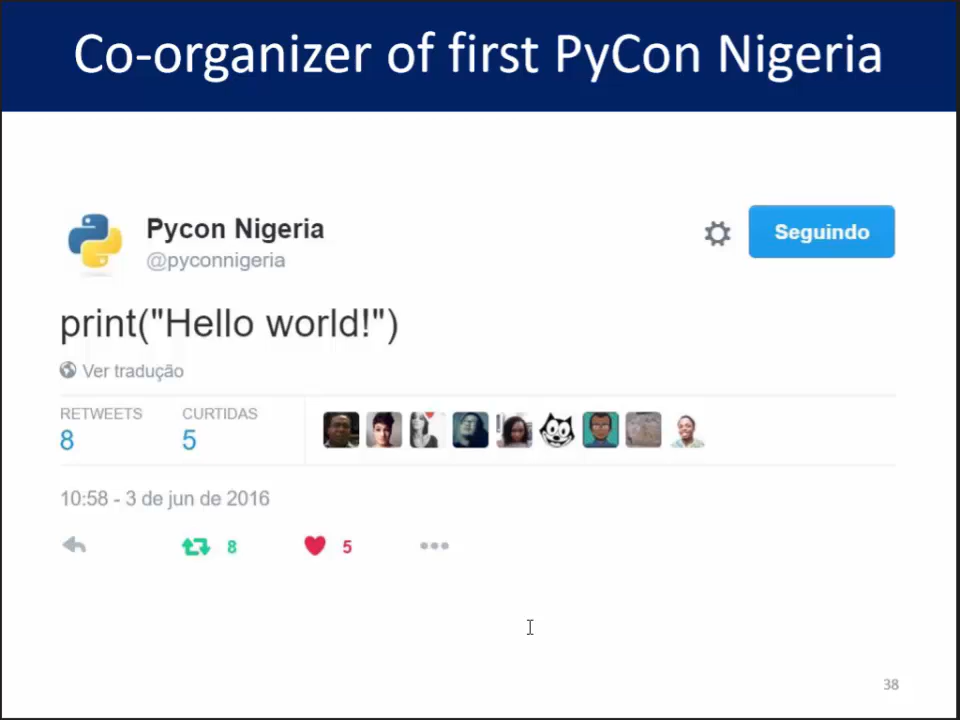 Co-organizer of first PyCon Nigeria
Pycon Nigeria
@pyconnigeria
Seguindo
print("Hello world!")
Ver tradução
RETWEETS
8
CURTIDAS
5
10:58 - 3 de jun de 2016
8
5
38